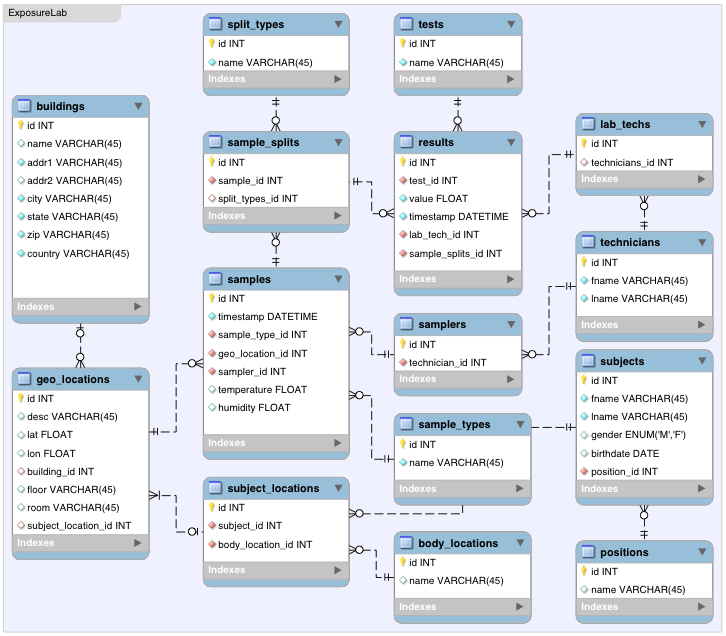 ExposureLab
split_types
id INT
name VARCHAR(45)
Indexes
tests
id INT
name VARCHAR(45)
Indexes
buildings
id INT
name VARCHAR(45)
addr1 VARCHAR(45)
addr2 VARCHAR(45)
city VARCHAR(45)
state VARCHAR(45)
zip VARCHAR(45)
country VARCHAR(45)
Indexes
sample_splits
id INT
sample_id INT
split_types_id INT
Indexes
results
id INT
test_id INT
value FLOAT
timestamp DATETIME
lab_tech_id INT
sample_splits_id INT
Indexes
lab_techs
id INT
technicians_id INT
Indexes
technicians
id INT
fname VARCHAR(45)
lname VARCHAR(45)
Indexes
samples
id INT
timestamp DATETIME
sample_type_id INT
geo_location_id INT
sampler_id INT
temperature FLOAT
humidity FLOAT
Indexes
samplers
id INT
technician_id INT
Indexes
subjects
id INT
fname VARCHAR(45)
lname VARCHAR(45)
gender ENUM('M','F')
birthdate DATE
position_id INT
Indexes
geo_locations
id INT
desc VARCHAR(45)
lat FLOAT
lon FLOAT
building_id INT
floor VARCHAR(45)
room VARCHAR(45)
subject_location_id INT
Indexes
sample_types
id INT
name VARCHAR(45)
Indexes
subject_locations
id INT
subject_id INT
body_location_id INT
Indexes
body_locations
id INT
name VARCHAR(45)
Indexes
positions
id INT
name VARCHAR(45)
Indexes